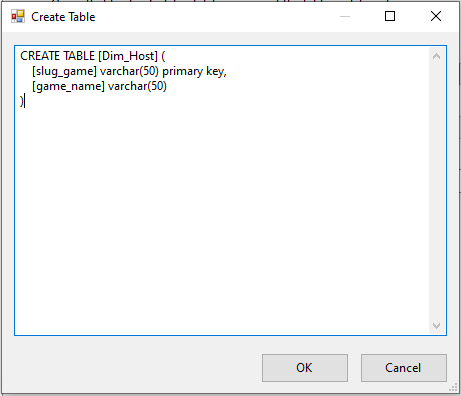 Create Table
CREATE TABLE [Dim_Host] (
[slug_game] varchar(50) primary key,
[game_name] varchar(50)
)
OK
Cancel